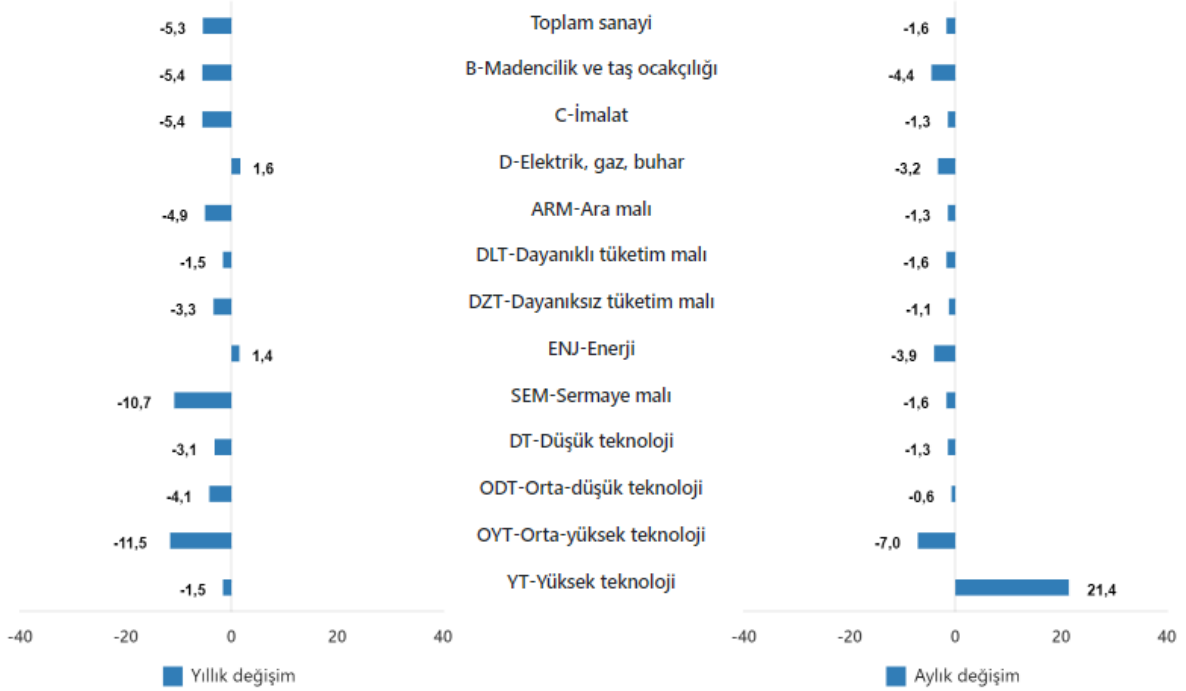 -5,3 Toplam sanayi -1,6
-5,4 B-Madencilik ve taş ocakçılığı -4,4
-5,4 C-İmalat -1,3
1,6 D-Elektrik, gaz, buhar -3,2
-4,9 ARM-Ara malı -1,3
-1,5 DLT-Dayanıklı tüketim malı -1,6
-3,3 DZT-Dayanıksız tüketim malı -1,1
1,4 ENJ-Enerji -3,9
-10,7 SEM-Sermaye malı -1,6
-3,1 DT-Düşük teknoloji -1,3
-4,1 ODT-Orta-düşük teknoloji -0,6
-11,5 OYT-Orta-yüksek teknoloji -7,0
-1,5 YT-Yüksek teknoloji 21,4
-40 -20 0 20 40 -40 -20 0 20 40
Yıllık değişim Aylık değişim